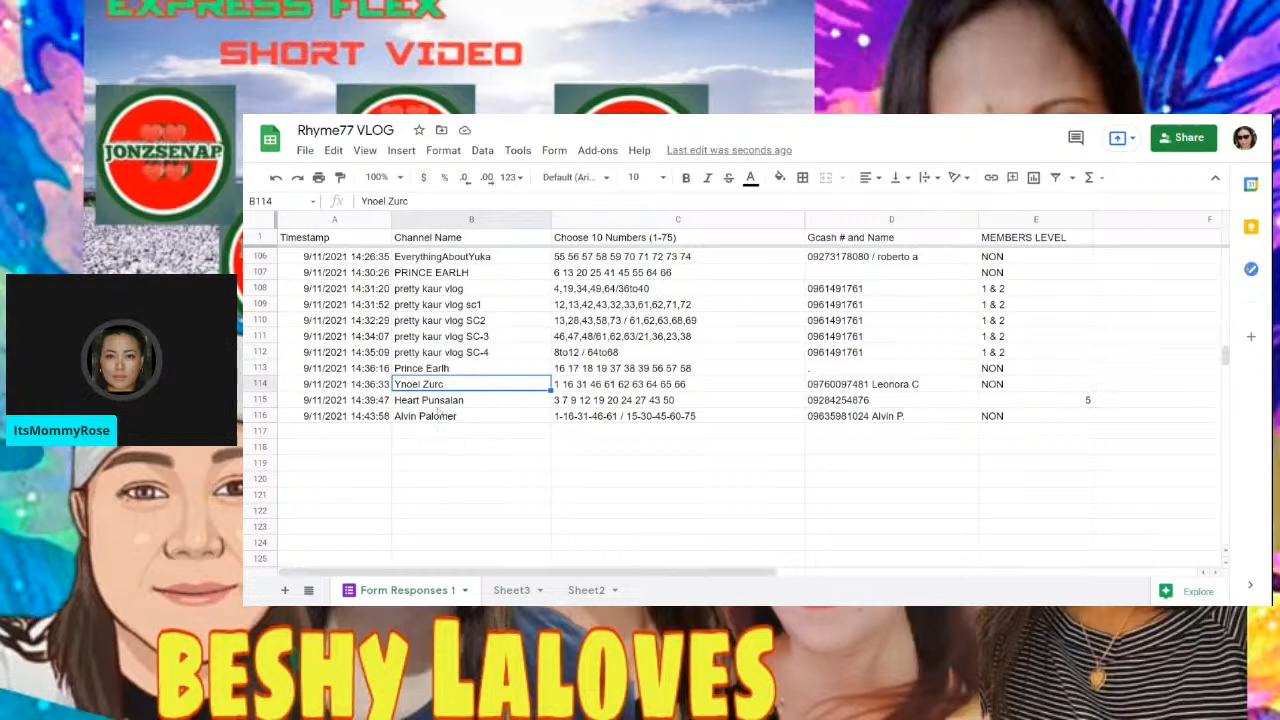 EXPRESS FLEX
SHORT VIDEO
JONZSENAP
Rhyme77 VLOG
File Edit View Insert Format Data Tools Form Add-ons Help Last edit was seconds ago
Share
100% $ % .0 .00 123 Default (Ari... 10 B I S A
B114 fx Ynoel Zurc
A B C D E F
1 Timestamp Channel Name Choose 10 Numbers (1-75) Gcash # and Name MEMBERS LEVEL
106 9/11/2021 14:26:35 EverythingAboutYuka 55 56 57 58 59 70 71 72 73 74 09273178080 / roberto a NON
107 9/11/2021 14:30:26 PRINCE EARLH 6 13 20 25 41 45 55 64 66 NON
108 9/11/2021 14:31:20 pretty kaur vlog 4,19,34,49,64/36to40 0961491761 1 & 2
109 9/11/2021 14:31:52 pretty kaur vlog sc1 12,13,42,43,32,33,61,62,71,72 0961491761 1 & 2
110 9/11/2021 14:32:29 pretty kaur vlog SC2 13,28,43,58,73 / 61,62,63,68,69 0961491761 1 & 2
111 9/11/2021 14:34:07 pretty kaur vlog SC-3 46,47,48/61,62,63/21,36,23,38 0961491761 1 & 2
112 9/11/2021 14:35:09 pretty kaur vlog SC-4 8to12 / 64to68 0961491761 1 & 2
113 9/11/2021 14:36:16 Prince Earlh 16 17 18 19 37 38 39 56 57 58 . NON
114 9/11/2021 14:36:33 Ynoel Zurc 1 16 31 46 61 62 63 64 65 66 09760097481 Leonora C NON
115 9/11/2021 14:39:47 Heart Punsalan 3 7 9 12 19 20 24 27 43 50 09284254876 5
116 9/11/2021 14:43:58 Alvin Palomer 1-16-31-46-61 / 15-30-45-60-75 09635981024 Alvin P. NON
117
118
119
120
121
122
123
124
125
ItsMommyRose
Form Responses 1 Sheet3 Sheet2 Explore
BESHY LALOVES